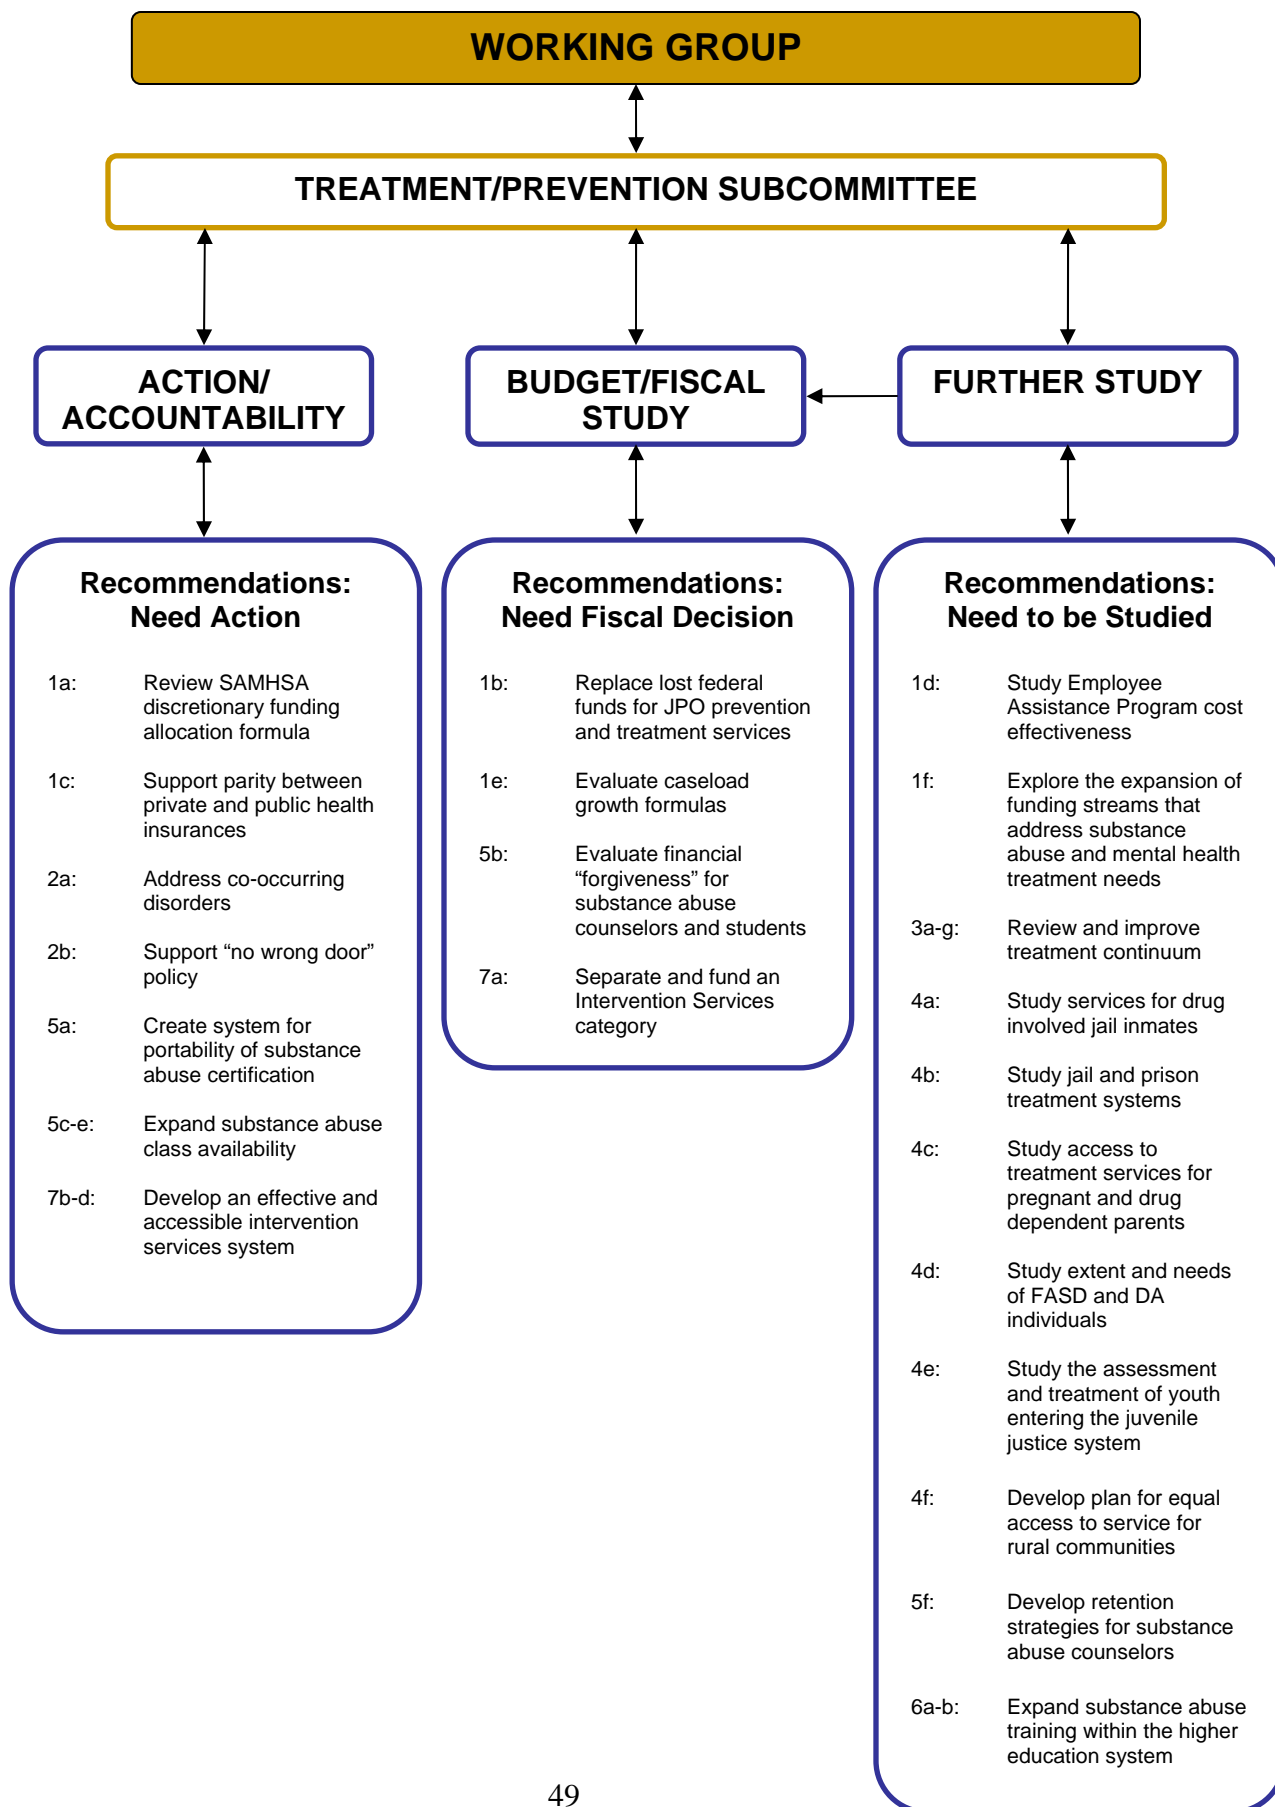 WORKING GROUP
TREATMENT/PREVENTION SUBCOMMITTEE
ACTION/
ACCOUNTABILITY
BUDGET/FISCAL
STUDY
FURTHER STUDY
Recommendations:
Need Action
1a: Review SAMHSA
discretionary funding
allocation formula
1c: Support parity between
private and public health
insurances
2a: Address co-occurring
disorders
2b: Support “no wrong door”
policy
5a: Create system for
portability of substance
abuse certification
5c-e: Expand substance abuse
class availability
7b-d: Develop an effective and
accessible intervention
services system
Recommendations:
Need Fiscal Decision
1b: Replace lost federal
funds for JPO prevention
and treatment services
1e: Evaluate caseload
growth formulas
5b: Evaluate financial
“forgiveness” for
substance abuse
counselors and students
7a: Separate and fund an
Intervention Services
category
Recommendations:
Need to be Studied
1d: Study Employee
Assistance Program cost
effectiveness
1f: Explore the expansion of
funding streams that
address substance
abuse and mental health
treatment needs
3a-g: Review and improve
treatment continuum
4a: Study services for drug
involved jail inmates
4b: Study jail and prison
treatment systems
4c: Study access to
treatment services for
pregnant and drug
dependent parents
4d: Study extent and needs
of FASD and DA
individuals
4e: Study the assessment
and treatment of youth
entering the juvenile
justice system
4f: Develop plan for equal
access to service for
rural communities
5f: Develop retention
strategies for substance
abuse counselors
6a-b: Expand substance abuse
training within the higher
education system
49